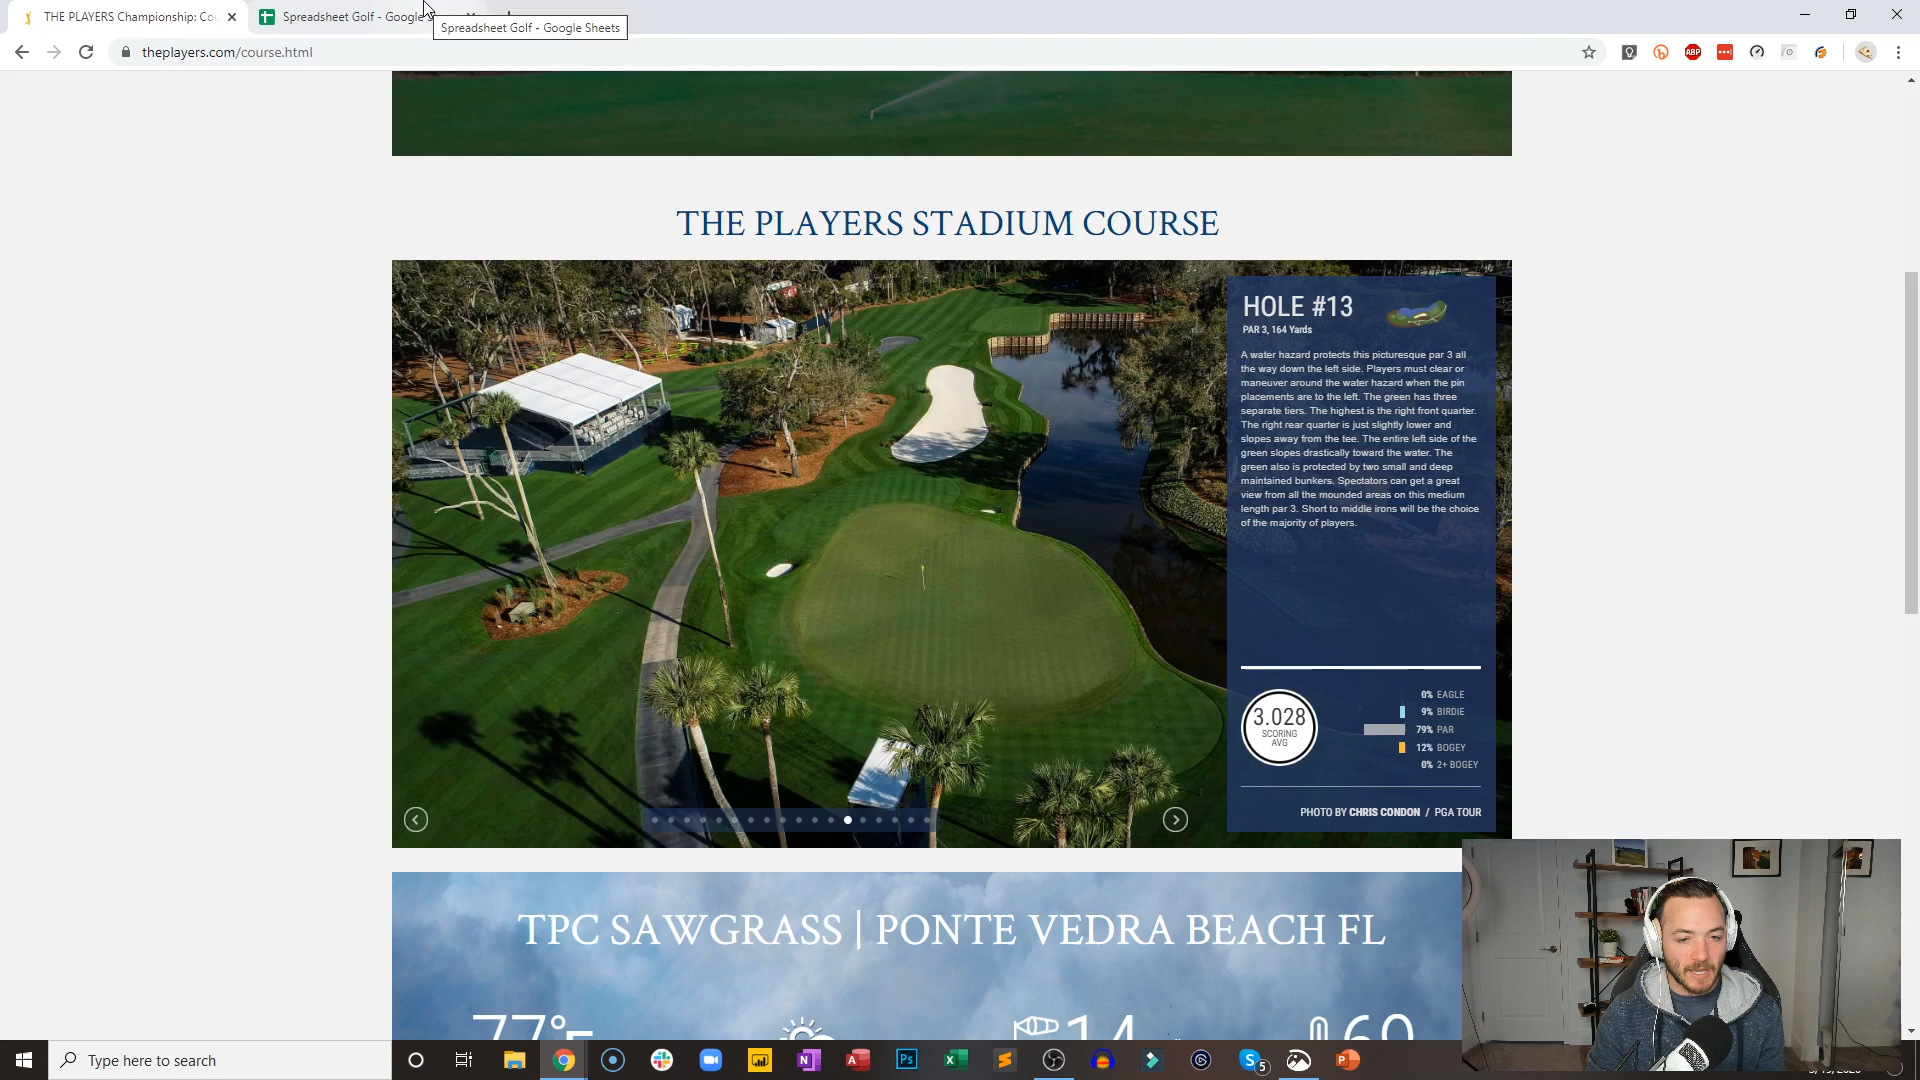 THE PLAYERS Championship: Co
Spreadsheet Golf - Google S
Spreadsheet Golf - Google Sheets
theplayers.com/course.html
ABP
THE PLAYERS STADIUM COURSE
HOLE #13
PAR 3, 164 Yards
A water hazard protects this picturesque par 3 all
the way down the left side. Players must clear or
maneuver around the water hazard when the pin
placements are to the left. The green has three
separate tiers. The highest is the right front quarter.
The right rear quarter is just slightly lower and
slopes away from the tee. The entire left side of the
green slopes drastically toward the water. The
green also is protected by two small and deep
maintained bunkers. Spectators can get a great
view from all the mounded areas on this medium
length par 3. Short to middle irons will be the choice
of the majority of players.
3.028
SCORING
AVG
0% EAGLE
9% BIRDIE
79% PAR
12% BOGEY
0% 2+ BOGEY
PHOTO BY CHRIS CONDON / PGA TOUR
TPC SAWGRASS | PONTE VEDRA BEACH FL
77°F
14
69
Type here to search
Ps
5